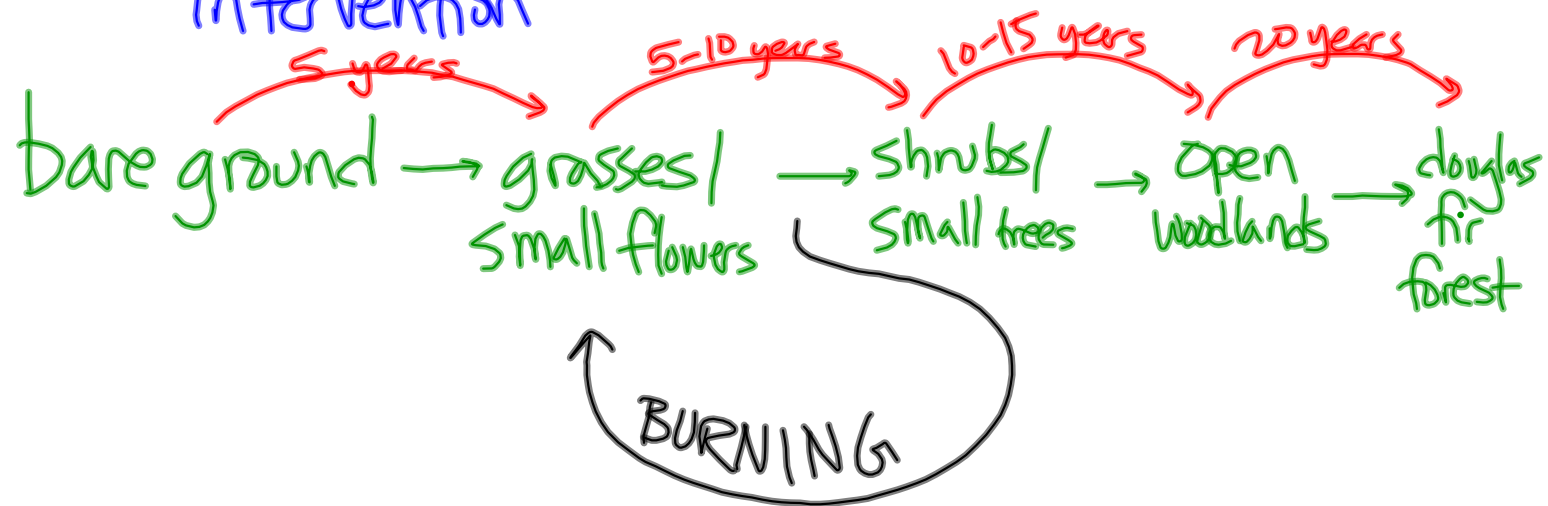 intervention
5 years
5-10 years
10-15 years
20 years
bare ground → grasses/ → shrubs/ → open → douglas
small flowers small trees woodlands fir
forest
BURNING